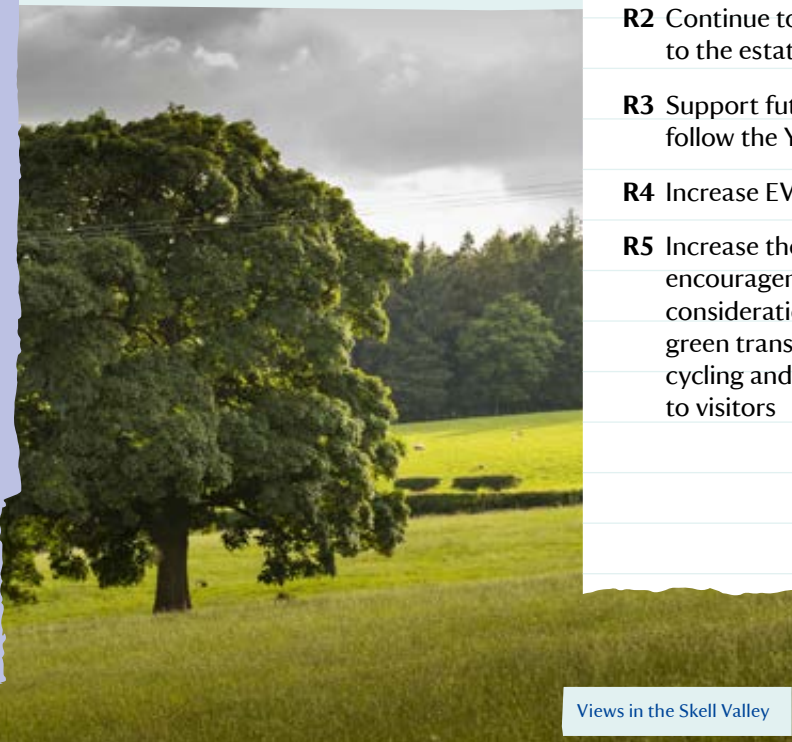 R2 Continue to
to the estat
R3 Support fut
follow the Y
R4 Increase EV
R5 Increase the
encouragen
consideratio
green trans
cycling and
to visitors
Views in the Skell Valley